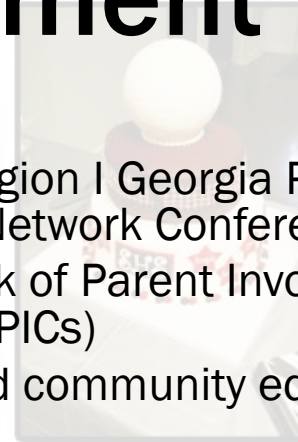 ment
gion I Georgia
Network Confere
k of Parent Invo
PICs)
d community ed